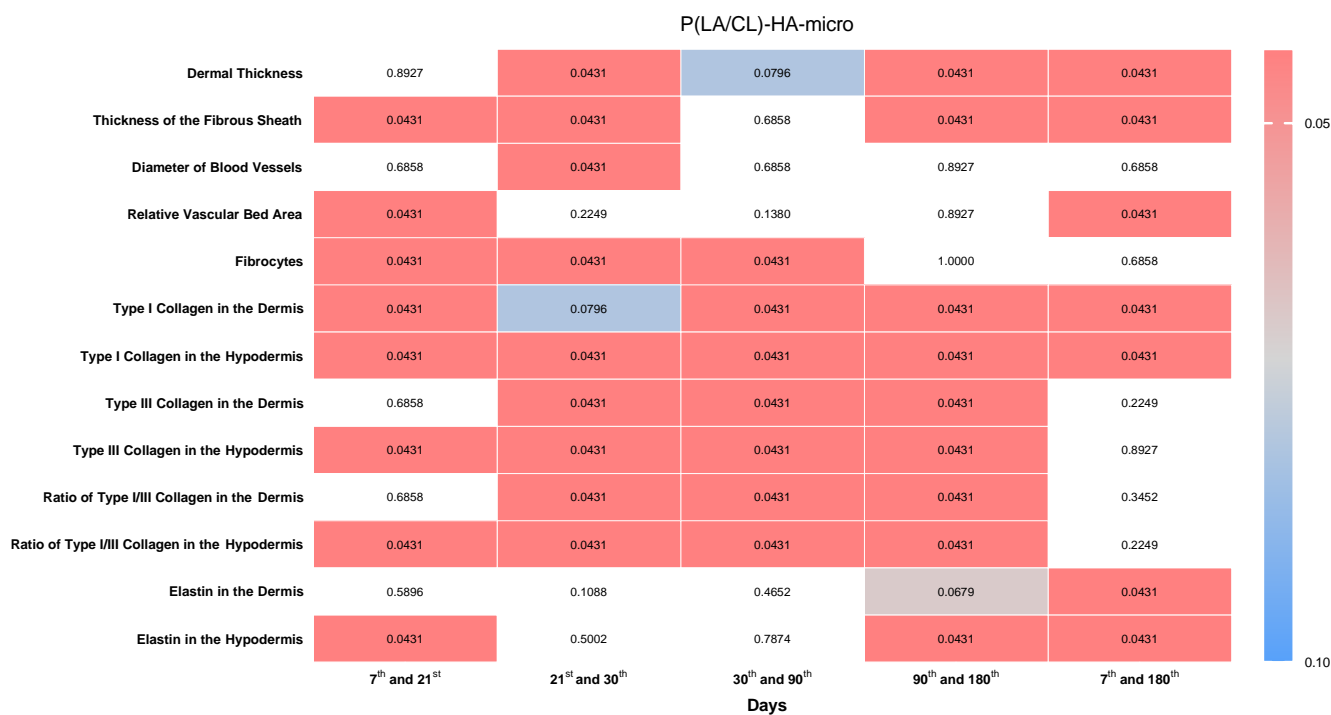 P(LA/CL)-HA-micro
Dermal Thickness 0.8927 0.0431 0.0796 0.0431 0.0431
Thickness of the Fibrous Sheath 0.0431 0.0431 0.6858 0.0431 0.0431
0.05
Diameter of Blood Vessels 0.6858 0.0431 0.6858 0.8927 0.6858
Relative Vascular Bed Area 0.0431 0.2249 0.1380 0.8927 0.0431
Fibrocytes 0.0431 0.0431 0.0431 1.0000 0.6858
Type I Collagen in the Dermis 0.0431 0.0796 0.0431 0.0431 0.0431
Type I Collagen in the Hypodermis 0.0431 0.0431 0.0431 0.0431 0.0431
Type III Collagen in the Dermis 0.6858 0.0431 0.0431 0.0431 0.2249
Type III Collagen in the Hypodermis 0.0431 0.0431 0.0431 0.0431 0.8927
Ratio of Type I/III Collagen in the Dermis 0.6858 0.0431 0.0431 0.0431 0.3452
Ratio of Type I/III Collagen in the Hypodermis 0.0431 0.0431 0.0431 0.0431 0.2249
Elastin in the Dermis 0.5896 0.1088 0.4652 0.0679 0.0431
Elastin in the Hypodermis 0.0431 0.5002 0.7874 0.0431 0.0431
0.10
7th and 21st 21st and 30th 30th and 90th 90th and 180th 7th and 180th
Days